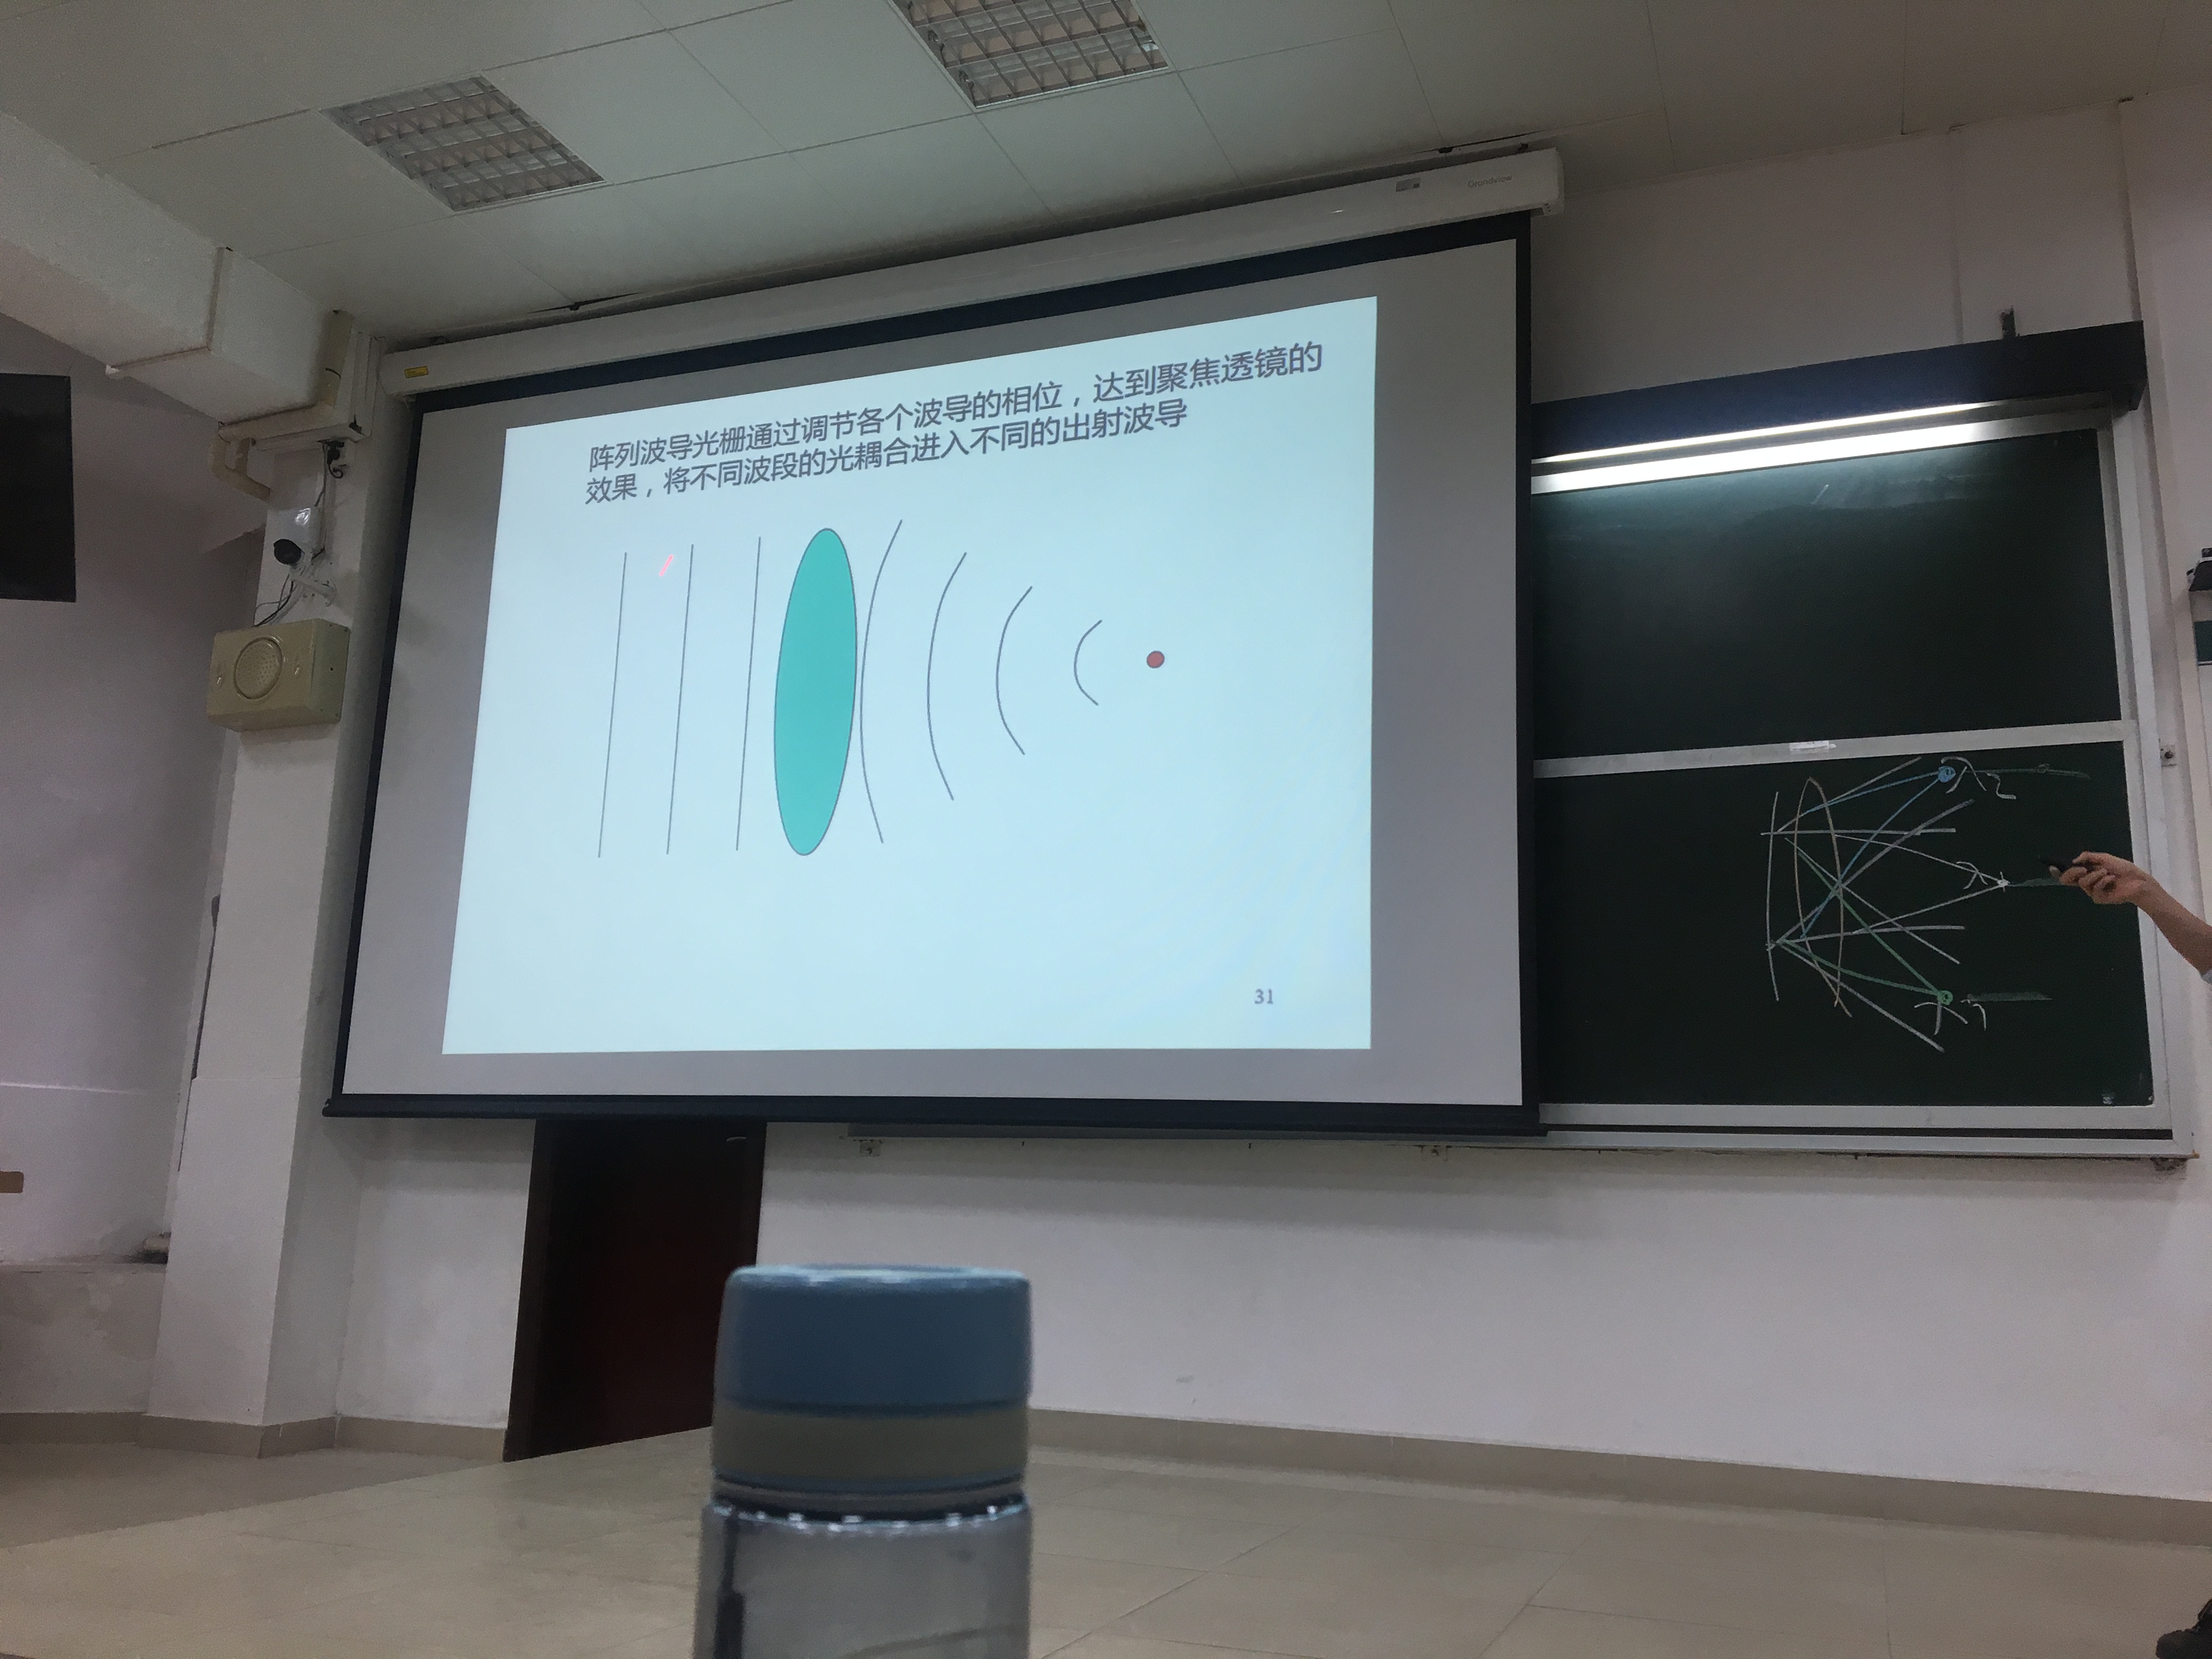 Grandview
阵列波导光栅通过调节各个波导的相位，达到聚焦透镜的
效果，将不同波段的光耦合进入不同的出射波导
31